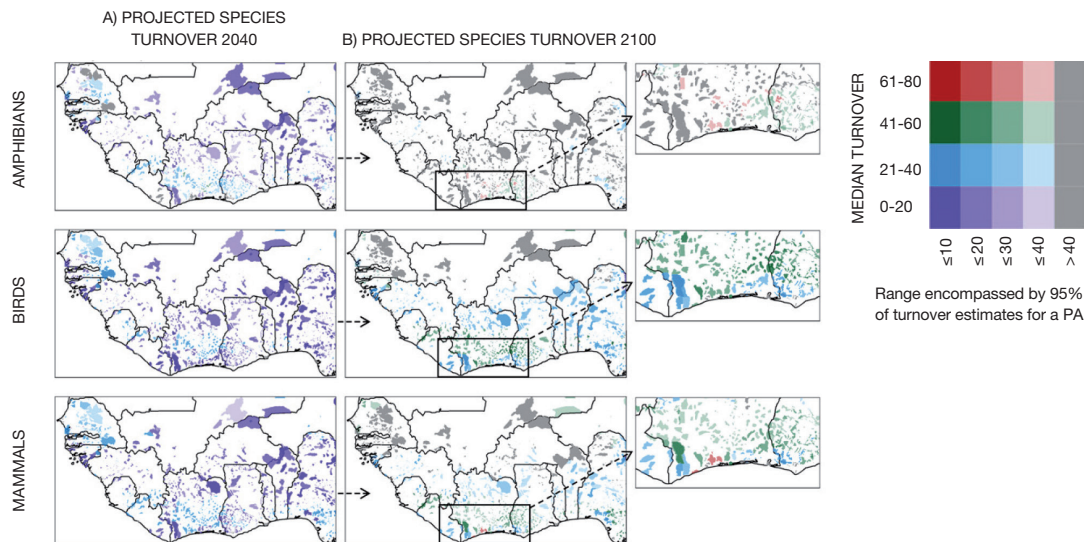 A) PROJECTED SPECIES
TURNOVER 2040
B) PROJECTED SPECIES TURNOVER 2100
AMPHIBIANS
BIRDS
MAMMALS
MEDIAN TURNOVER
61-80
41-60
21-40
0-20
≤10
≤20
≤30
≤40
> 40
Range encompassed by 95%
of turnover estimates for a PA